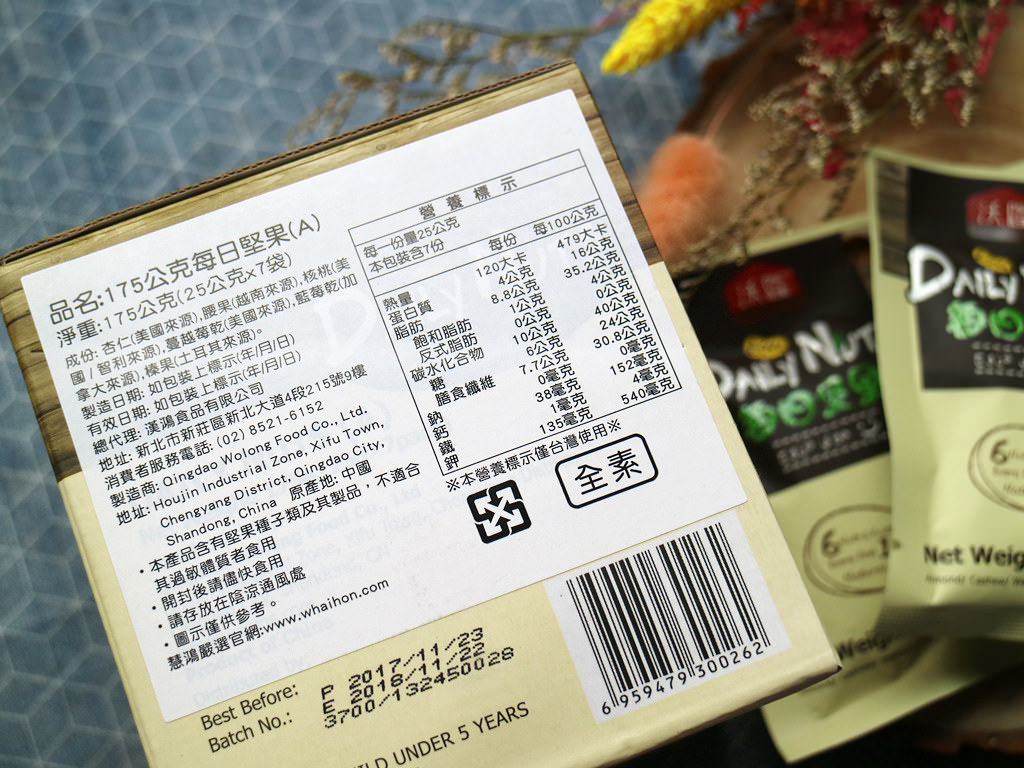 品名:175公克每日堅果(A)
淨重:175公克(25公克x7袋)
成份: 杏仁(美國來源), 腰果(越南來源), 核桃(美
國/智利來源), 蔓越莓乾(美國來源), 藍莓乾(加
拿大來源), 榛果(土耳其來源)。
製造日期: 如包裝上標示(年/月/日)
有效日期: 如包裝上標示(年/月/日)
總代理: 漢鴻食品有限公司
地址: 新北市新莊區新北大道4段215號9樓
消費者服務電話: (02) 8521-6152
製造商: Qingdao Wolong Food Co., Ltd.
地址: Houjin Industrial Zone, Xifu Town,
Chengyang District, Qingdao City,
Shandong, China 原產地: 中國
・本產品含有堅果種子類及其製品，不適合
其過敏體質者食用
・開封後請儘快食用
・請存放在陰涼通風處
・圖示僅供參考。
慧鴻嚴選官網:www.whaihon.com
營養標示
每一份量25公克
本包裝含7份
每份 每100公克
熱量 120大卡 479大卡
蛋白質 4公克 16公克
脂肪 8.8公克 35.2公克
飽和脂肪 1公克 4公克
反式脂肪 0公克 0公克
碳水化合物 10公克 40公克
糖 6公克 24公克
膳食纖維 7.7公克 30.8公克
鈉 0毫克 0毫克
鈣 38毫克 152毫克
鐵 1毫克 4毫克
鉀 135毫克 540毫克
※本營養標示僅台灣使用※
全素
Best Before:
P 2017/11/23
E 2018/11/22
Batch No.:
3700/132450028
6 959479 300262
ILD UNDER 5 YEARS
DAILY NUT
每日堅
6
Net Weig
DAILY
每日
6
Net Weig
Almond/ Cashew/